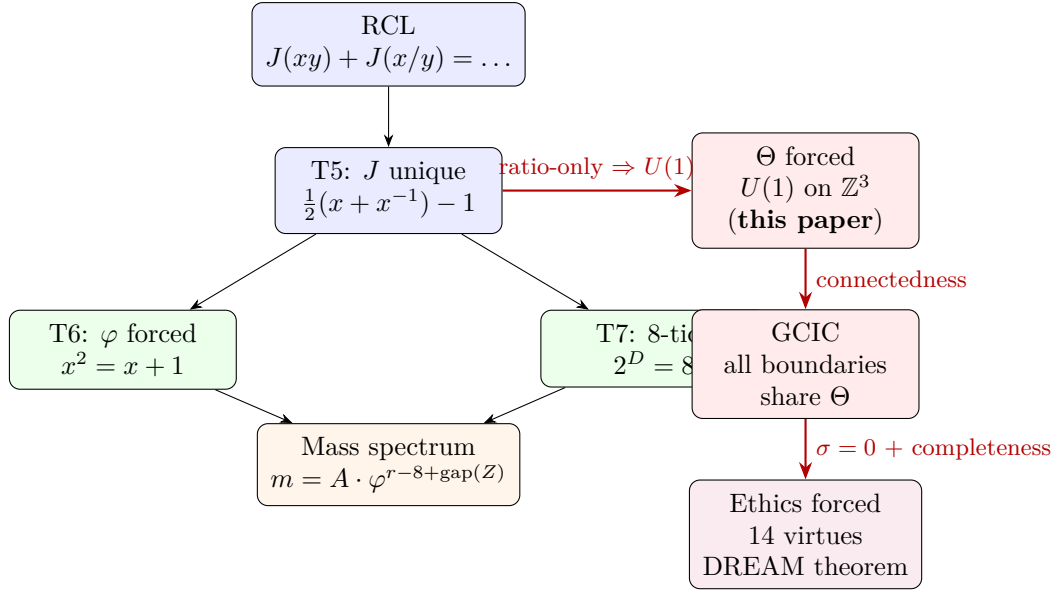 RCL
J(xy) + J(x/y) = …
T5: J unique
½(x + x⁻¹) − 1
ratio-only ⇒ U(1)
Θ forced
U(1) on ℤ³
(this paper)
connectedness
T6: φ forced
x² = x + 1
T7: 8-tic
2ᴰ = 8
GCIC
all boundaries
share Θ
Mass spectrum
m = A · φ^{r−8+gap(Z)}
σ = 0 + completeness
Ethics forced
14 virtues
DREAM theorem